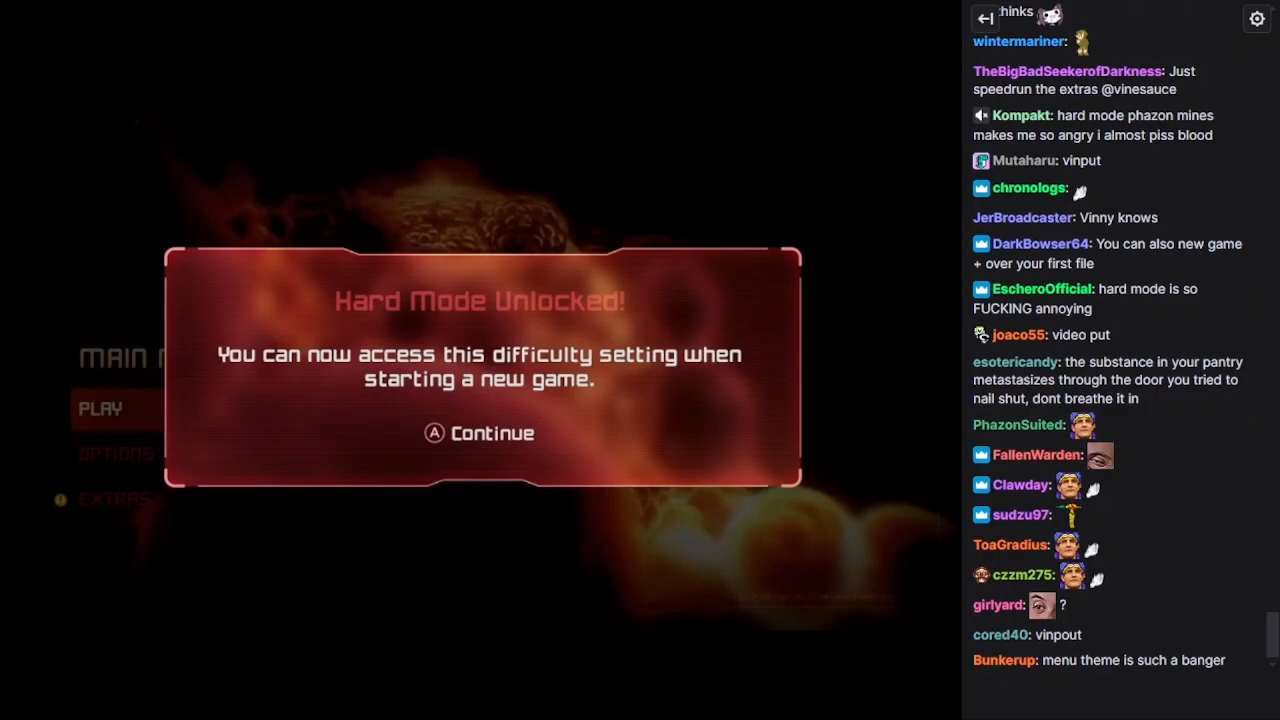 Hard Mode Unlocked!
You can now access this difficulty setting when
starting a new game.
A Continue
MAIN
PLAY
OPTIONS
EXTRAS
thinks
wintermariner:
TheBigBadSeekerofDarkness: Just
speedrun the extras @vinesauce
Kompakt: hard mode phazon mines
makes me so angry i almost piss blood
Mutaharu: vinput
chronologs:
JerBroadcaster: Vinny knows
DarkBowser64: You can also new game
+ over your first file
EscheroOfficial: hard mode is so
FUCKING annoying
joaco55: video put
esotericandy: the substance in your pantry
metastasizes through the door you tried to
nail shut, dont breathe it in
PhazonSuited:
FallenWarden:
Clawday:
sudzu97:
ToaGradius:
czzm275:
girlyard: ?
cored40: vinpout
Bunkerup: menu theme is such a banger